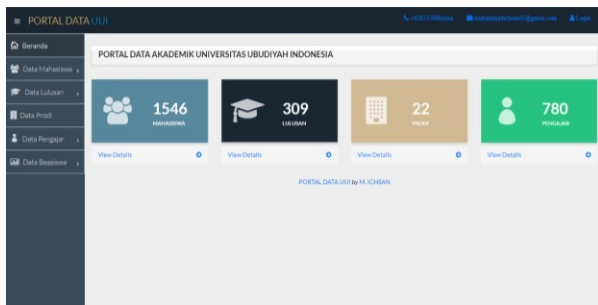 PORTAL DATA UUI
Login
Beranda
Data Mahasiswa
Data Lulusan
Data Prodi
Data Pengajar
Data Beasiswa
PORTAL DATA AKADEMIK UNIVERSITAS UBUDIYAH INDONESIA
1546
MAHASISWA
309
LULUSAN
22
PRODI
780
PENGAJAR
View Details
View Details
View Details
View Details
PORTAL DATA UUI by M. ICHSAN